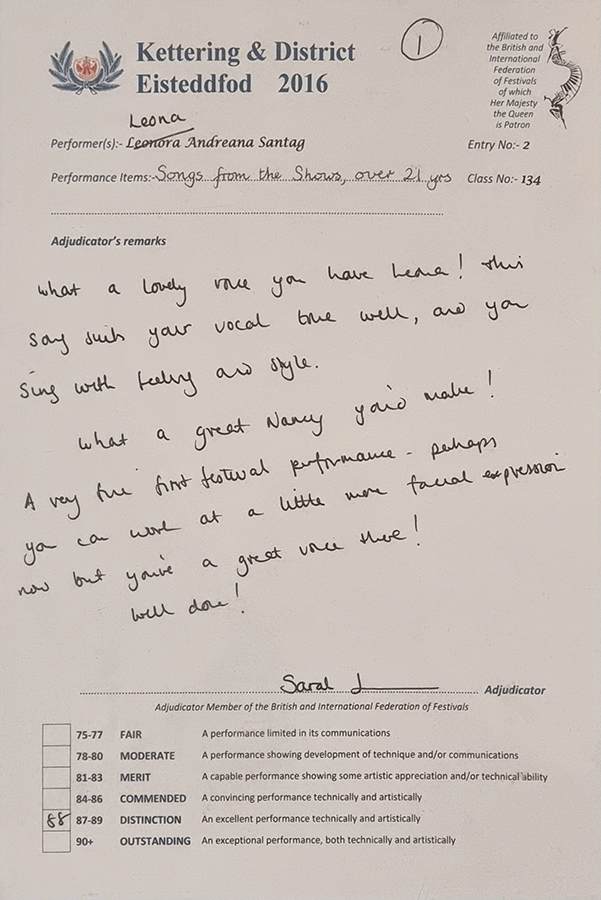 1
Kettering & District
Eisteddfod 2016
Affiliated to
the British and
International
Federation
of Festivals
of which
Her Majesty
the Queen
is Patron
Leona
Performer(s):- Leonora Andreana Santag
Entry No:- 2
Performance Items:- Songs from the Shows, over 21 yrs
Class No:- 134
Adjudicator's remarks
What a lovely voice you have Leona! This
song suits your vocal tone well, and you
sing with feeling and style.
What a great Nancy you'd make!
A very fine first festival performance - perhaps
you can work at a little more facial expression
now but you've a great voice there!
Well done!
Adjudicator
Adjudicator Member of the British and International Federation of Festivals
75-77 FAIR A performance limited in its communications
78-80 MODERATE A performance showing development of technique and/or communications
81-83 MERIT A capable performance showing some artistic appreciation and/or technical ability
84-86 COMMENDED A convincing performance technically and artistically
88 87-89 DISTINCTION An excellent performance technically and artistically
90+ OUTSTANDING An exceptional performance, both technically and artistically